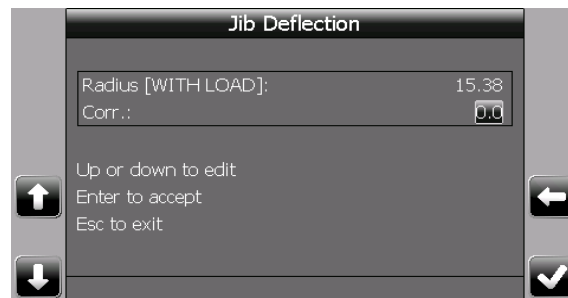 Jib Deflection
Radius [WITH LOAD]: 15.38
Corr.: 0.0
Up or down to edit
Enter to accept
Esc to exit